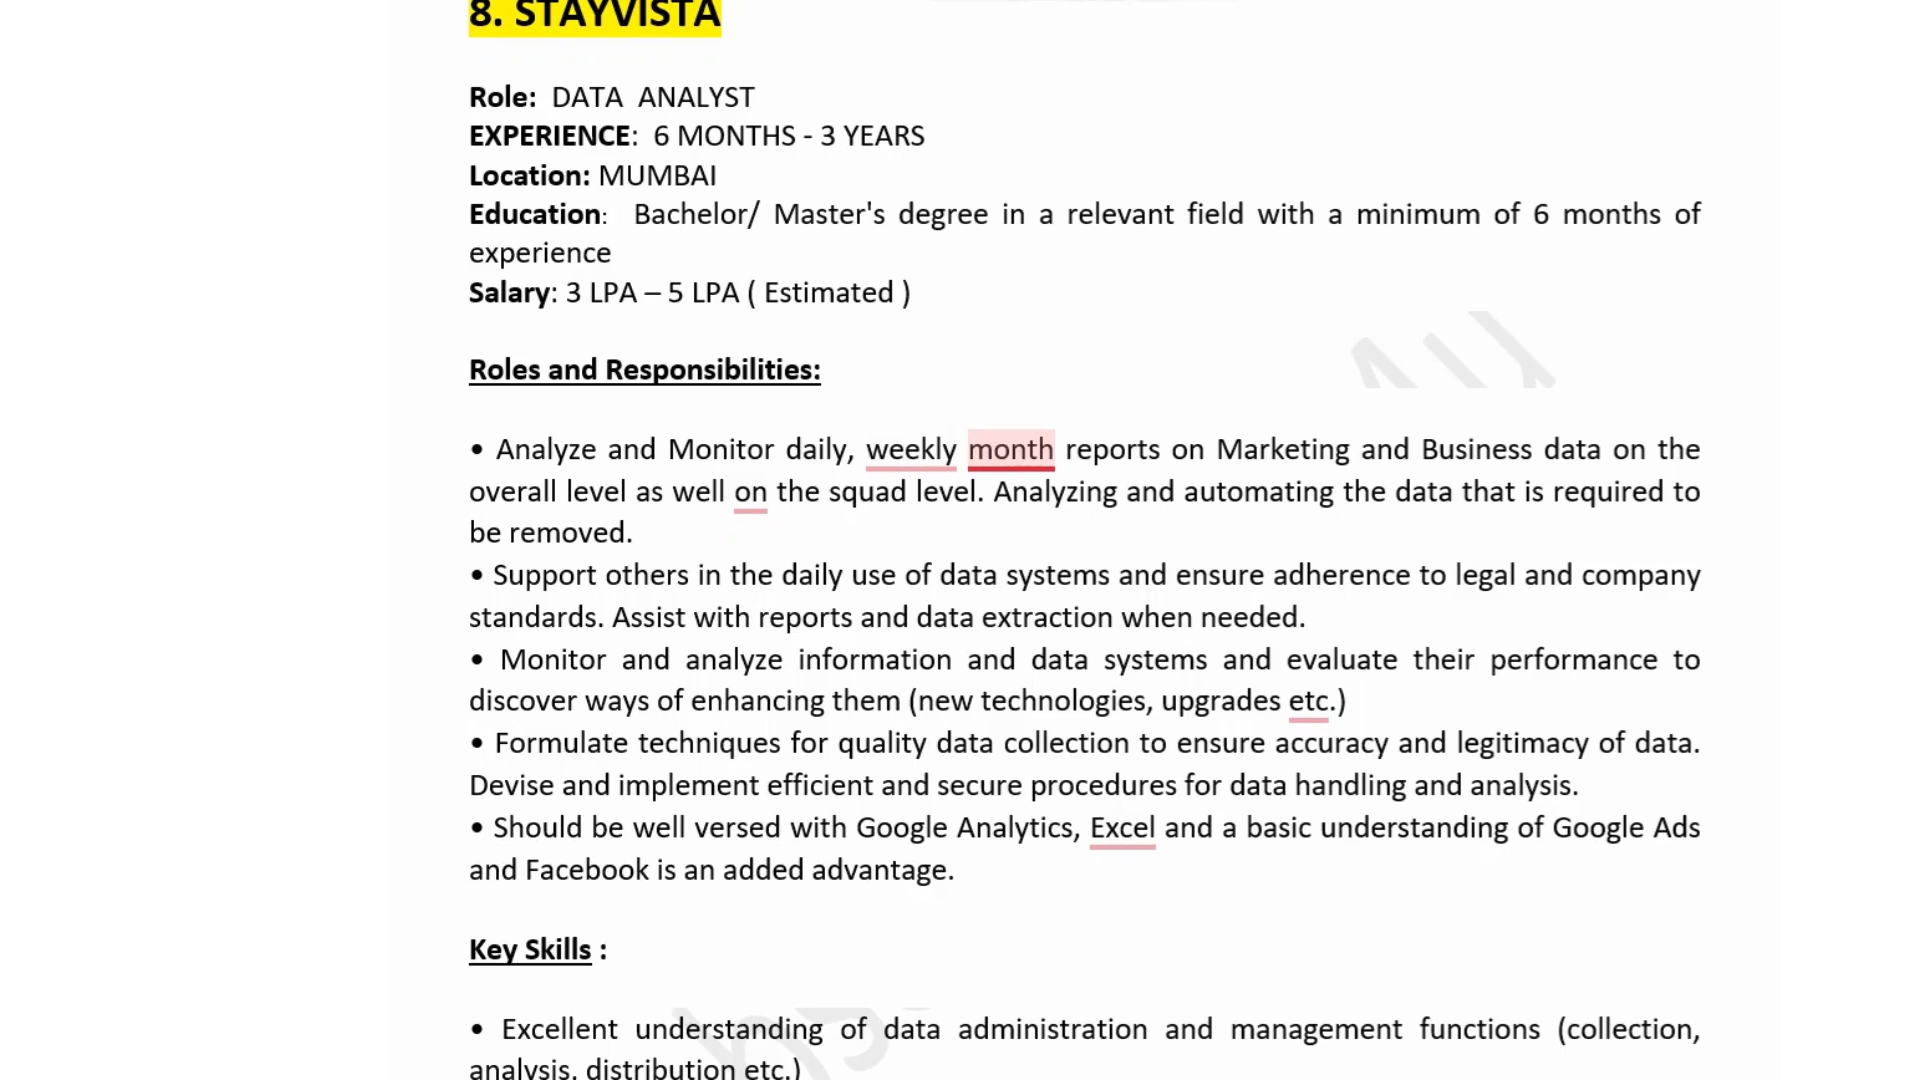 8. STAYVISTA
Role: DATA ANALYST
EXPERIENCE: 6 MONTHS - 3 YEARS
Location: MUMBAI
Education: Bachelor/ Master's degree in a relevant field with a minimum of 6 months of
experience
Salary: 3 LPA – 5 LPA ( Estimated )
Roles and Responsibilities:
• Analyze and Monitor daily, weekly month reports on Marketing and Business data on the
overall level as well on the squad level. Analyzing and automating the data that is required to
be removed.
• Support others in the daily use of data systems and ensure adherence to legal and company
standards. Assist with reports and data extraction when needed.
• Monitor and analyze information and data systems and evaluate their performance to
discover ways of enhancing them (new technologies, upgrades etc.)
• Formulate techniques for quality data collection to ensure accuracy and legitimacy of data.
Devise and implement efficient and secure procedures for data handling and analysis.
• Should be well versed with Google Analytics, Excel and a basic understanding of Google Ads
and Facebook is an added advantage.
Key Skills :
• Excellent understanding of data administration and management functions (collection,
analysis, distribution etc.)